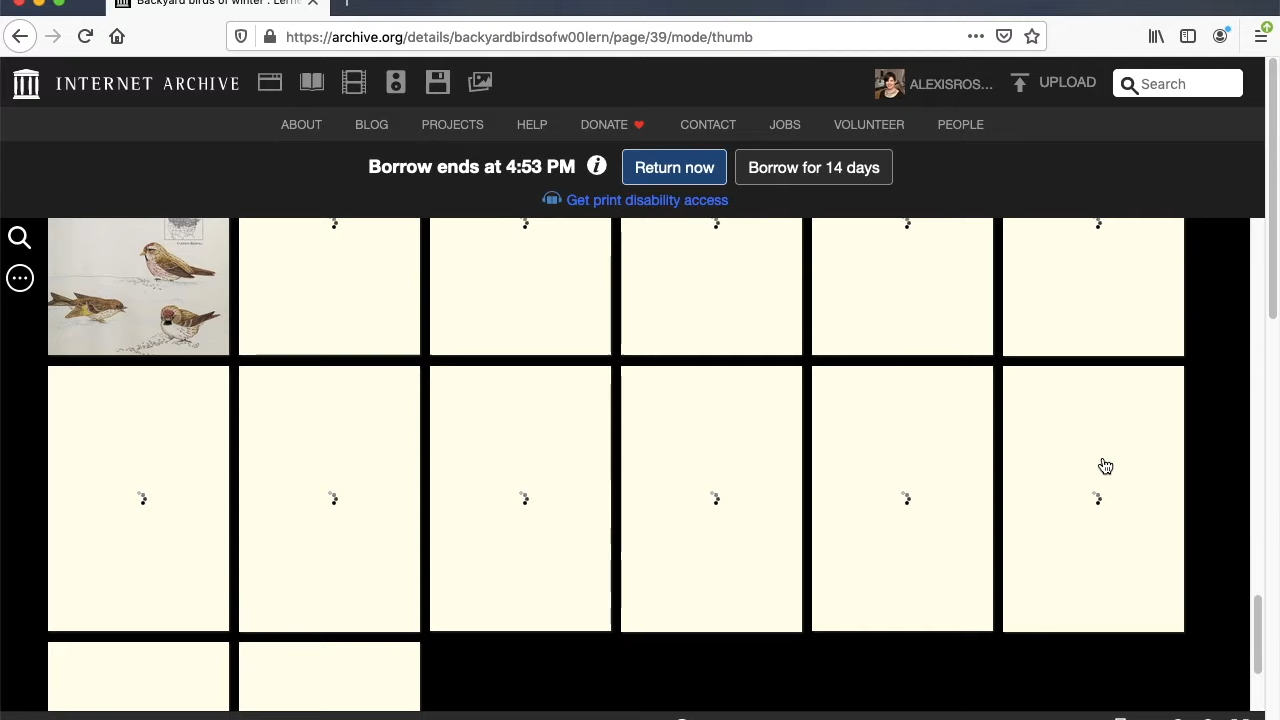 Backyard birds of winter : Lerne
https://archive.org/details/backyardbirdsofw00lern/page/39/mode/thumb
INTERNET ARCHIVE
ALEXISROS...
UPLOAD
Search
ABOUT BLOG PROJECTS HELP DONATE CONTACT JOBS VOLUNTEER PEOPLE
Borrow ends at 4:53 PM
Return now
Borrow for 14 days
Get print disability access